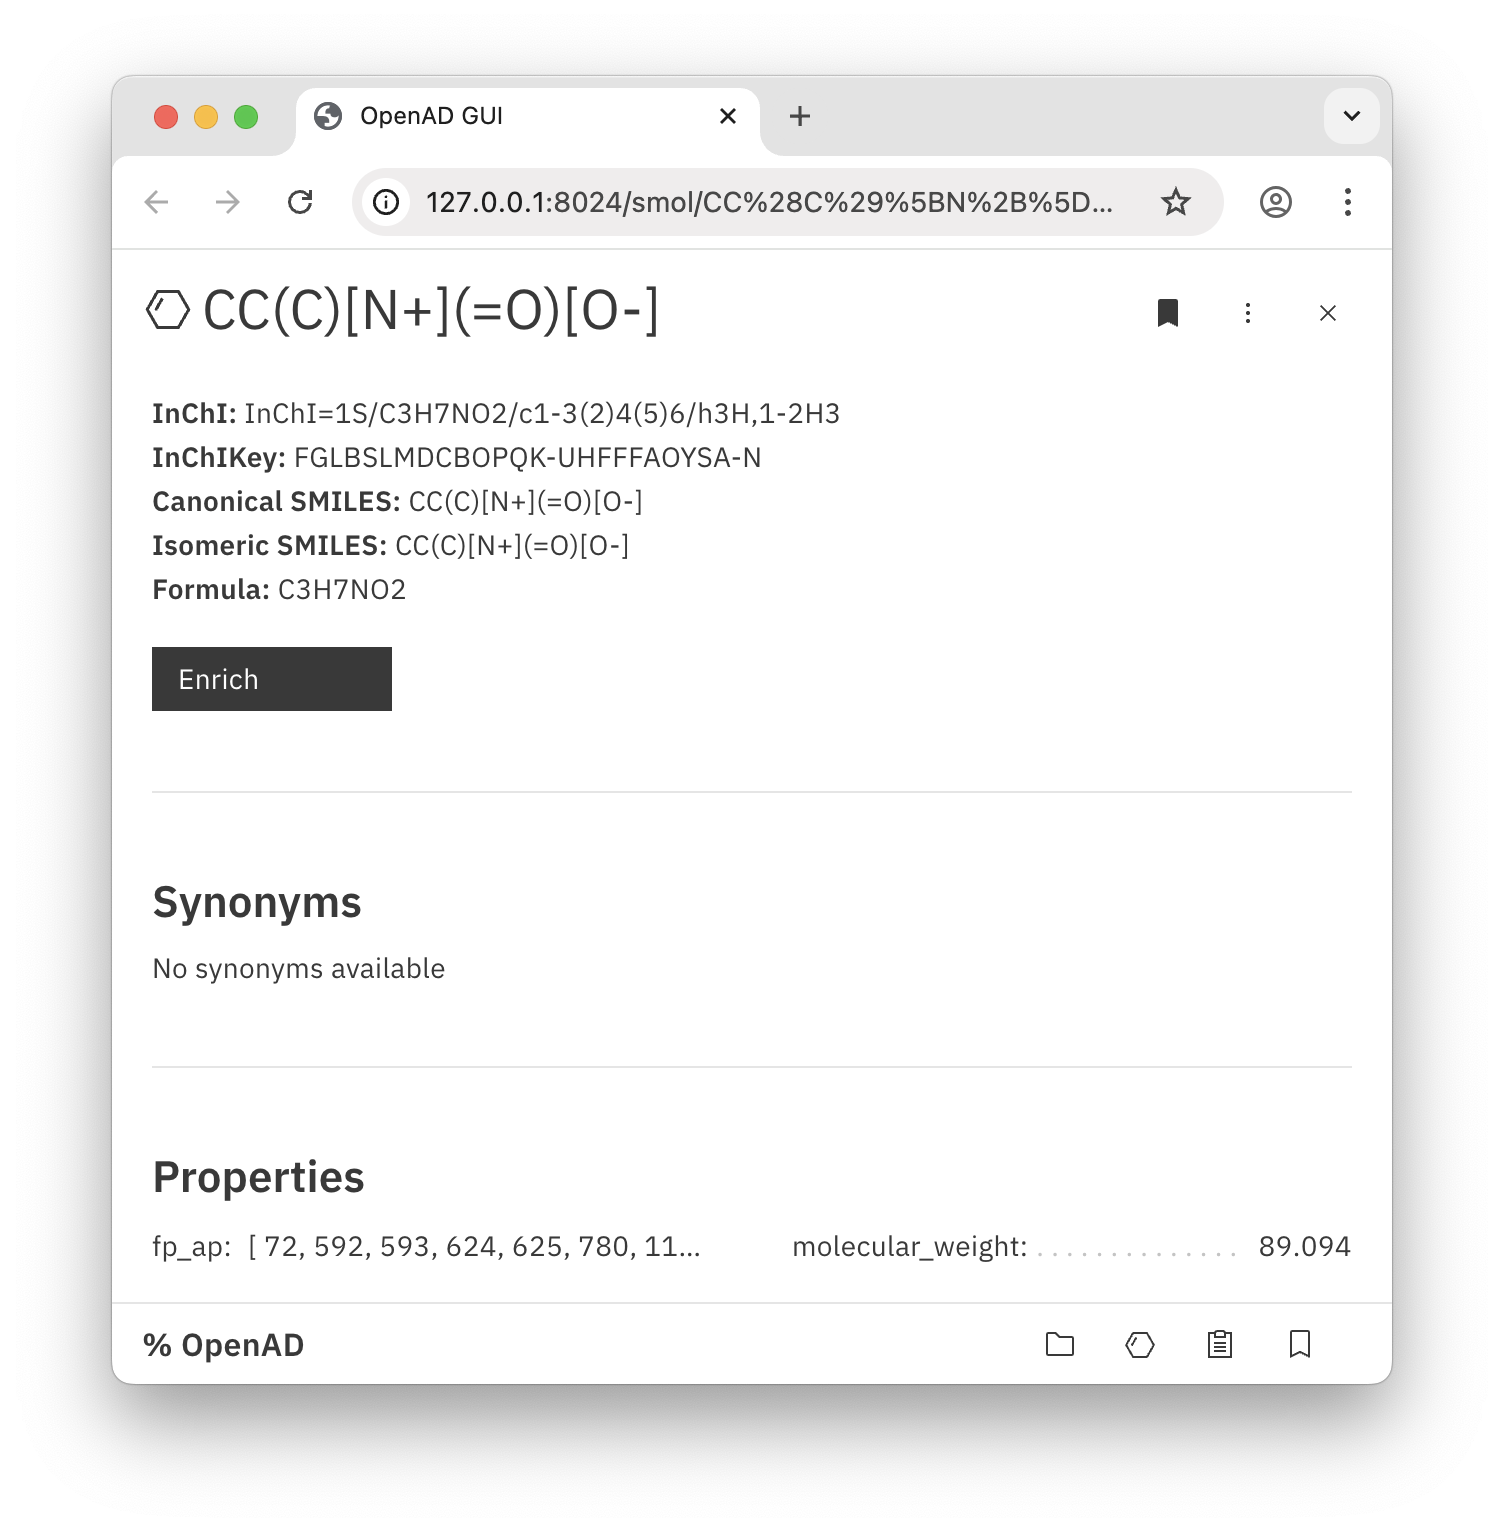 OpenAD GUI
127.0.0.1:8024/smol/CC%28C%29%5BN%2B%5D...
CC(C)[N+](=O)[O-]
InChI: InChI=1S/C3H7NO2/c1-3(2)4(5)6/h3H,1-2H3
InChIKey: FGLBSLMDCBOPQK-UHFFFAOYSA-N
Canonical SMILES: CC(C)[N+](=O)[O-]
Isomeric SMILES: CC(C)[N+](=O)[O-]
Formula: C3H7NO2
Enrich
Synonyms
No synonyms available
Properties
fp_ap: [ 72, 592, 593, 624, 625, 780, 11...
molecular_weight: . . . . . . . . . . . . . . 89.094
% OpenAD